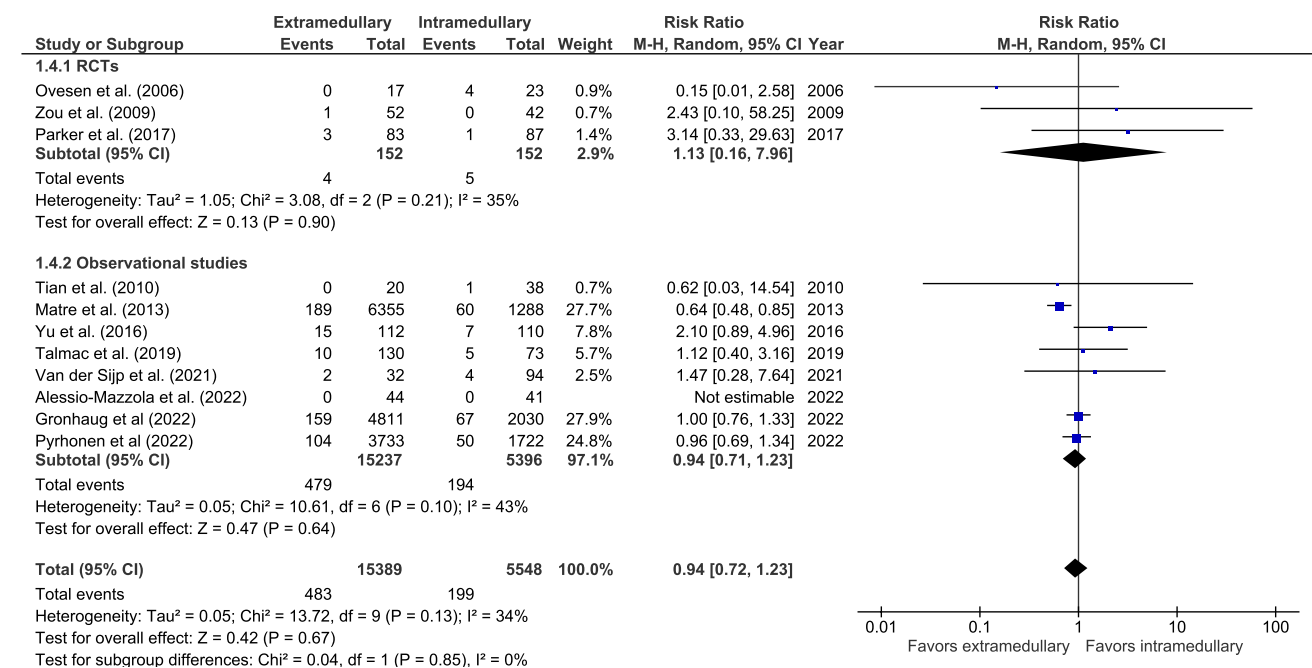 Extramedullary Intramedullary Risk Ratio Risk Ratio
Study or Subgroup Events Total Events Total Weight M-H, Random, 95% CI Year M-H, Random, 95% CI
1.4.1 RCTs
Ovesen et al. (2006) 0 17 4 23 0.9% 0.15 [0.01, 2.58] 2006
Zou et al. (2009) 1 52 0 42 0.7% 2.43 [0.10, 58.25] 2009
Parker et al. (2017) 3 83 1 87 1.4% 3.14 [0.33, 29.63] 2017
Subtotal (95% CI) 152 152 2.9% 1.13 [0.16, 7.96]
Total events 4 5
Heterogeneity: Tau² = 1.05; Chi² = 3.08, df = 2 (P = 0.21); I² = 35%
Test for overall effect: Z = 0.13 (P = 0.90)
1.4.2 Observational studies
Tian et al. (2010) 0 20 1 38 0.7% 0.62 [0.03, 14.54] 2010
Matre et al. (2013) 189 6355 60 1288 27.7% 0.64 [0.48, 0.85] 2013
Yu et al. (2016) 15 112 7 110 7.8% 2.10 [0.89, 4.96] 2016
Talmac et al. (2019) 10 130 5 73 5.7% 1.12 [0.40, 3.16] 2019
Van der Sijp et al. (2021) 2 32 4 94 2.5% 1.47 [0.28, 7.64] 2021
Alessio-Mazzola et al. (2022) 0 44 0 41 Not estimable 2022
Gronhaug et al (2022) 159 4811 67 2030 27.9% 1.00 [0.76, 1.33] 2022
Pyrhonen et al (2022) 104 3733 50 1722 24.8% 0.96 [0.69, 1.34] 2022
Subtotal (95% CI) 15237 5396 97.1% 0.94 [0.71, 1.23]
Total events 479 194
Heterogeneity: Tau² = 0.05; Chi² = 10.61, df = 6 (P = 0.10); I² = 43%
Test for overall effect: Z = 0.47 (P = 0.64)
Total (95% CI) 15389 5548 100.0% 0.94 [0.72, 1.23]
Total events 483 199
Heterogeneity: Tau² = 0.05; Chi² = 13.72, df = 9 (P = 0.13); I² = 34%
Test for overall effect: Z = 0.42 (P = 0.67)
Test for subgroup differences: Chi² = 0.04, df = 1 (P = 0.85), I² = 0%
0.01 0.1 1 10 100
Favors extramedullary Favors intramedullary